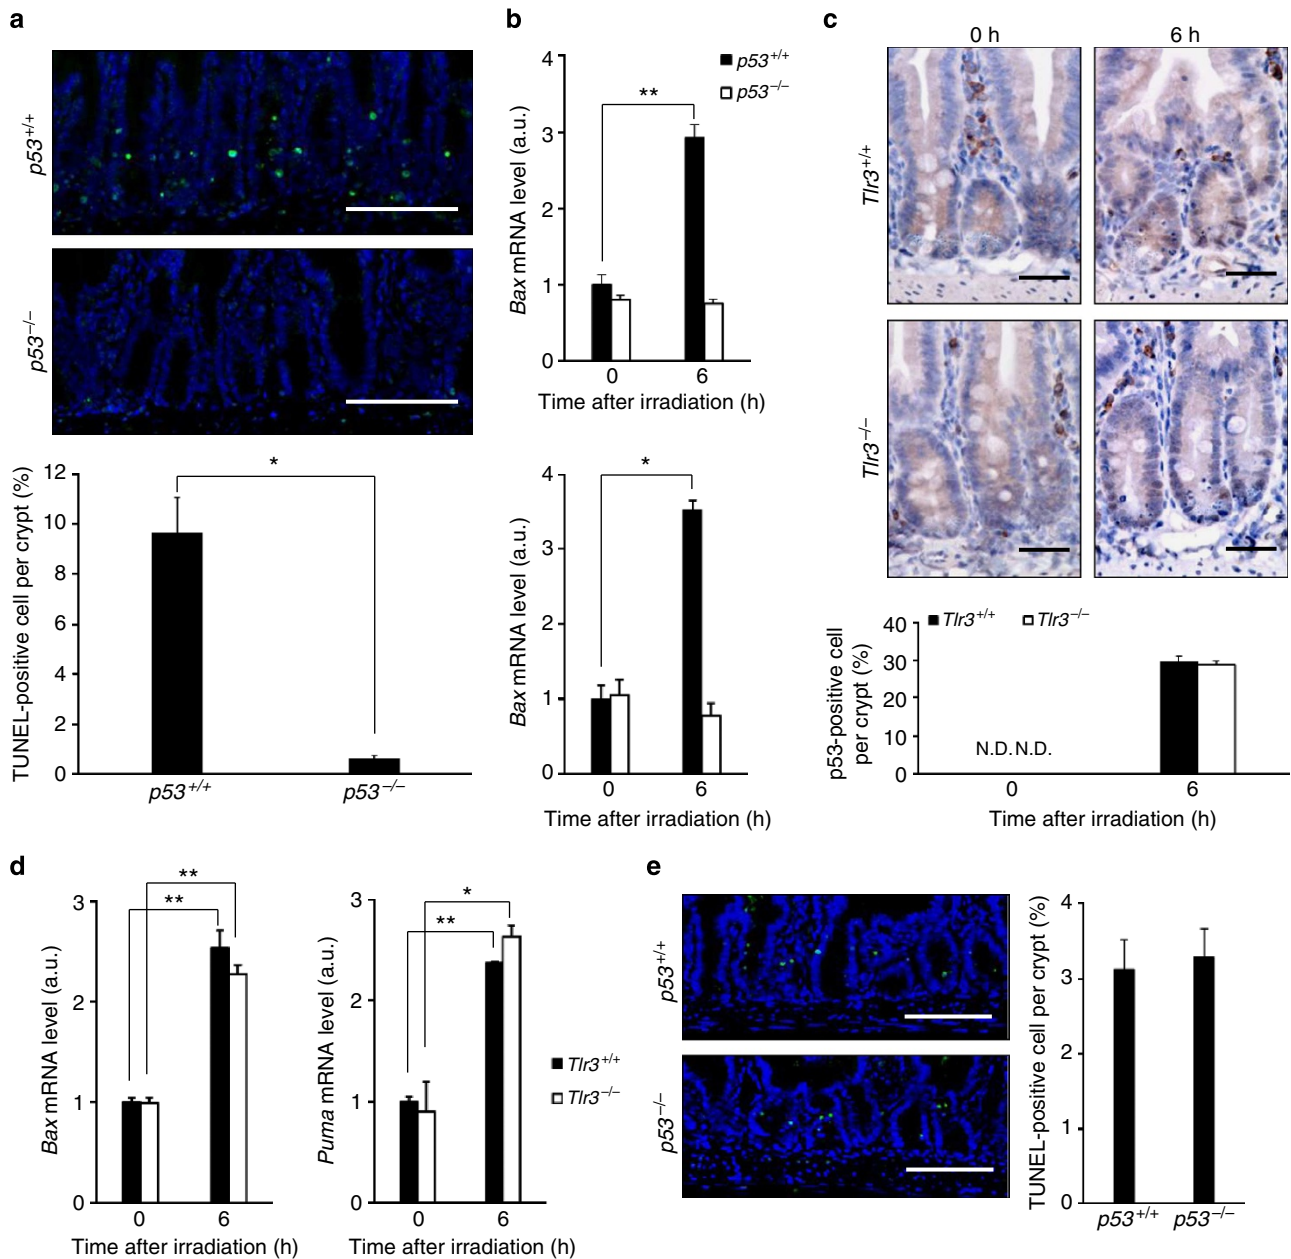 a
p53+/+
p53−/−
12
10
8
6
4
2
0
TUNEL-positive cell per crypt (%)
*
p53+/+
p53−/−
b
4
3
2
1
0
Bax mRNA level (a.u.)
**
p53+/+
p53−/−
0
6
Time after irradiation (h)
4
3
2
1
0
Bax mRNA level (a.u.)
*
0
6
Time after irradiation (h)
c
0 h
6 h
Tlr3+/+
Tlr3−/−
p53-positive cell
per crypt (%)
40
30
20
10
0
Tlr3+/+
Tlr3−/−
N.D. N.D.
0
6
Time after irradiation (h)
d
3
2
1
0
Bax mRNA level (a.u.)
**
**
0
6
Time after irradiation (h)
3
2
1
0
Puma mRNA level (a.u.)
*
**
0
6
Time after irradiation (h)
Tlr3+/+
Tlr3−/−
e
p53+/+
p53−/−
4
3
2
1
0
TUNEL-positive cell per crypt (%)
p53+/+
p53−/−